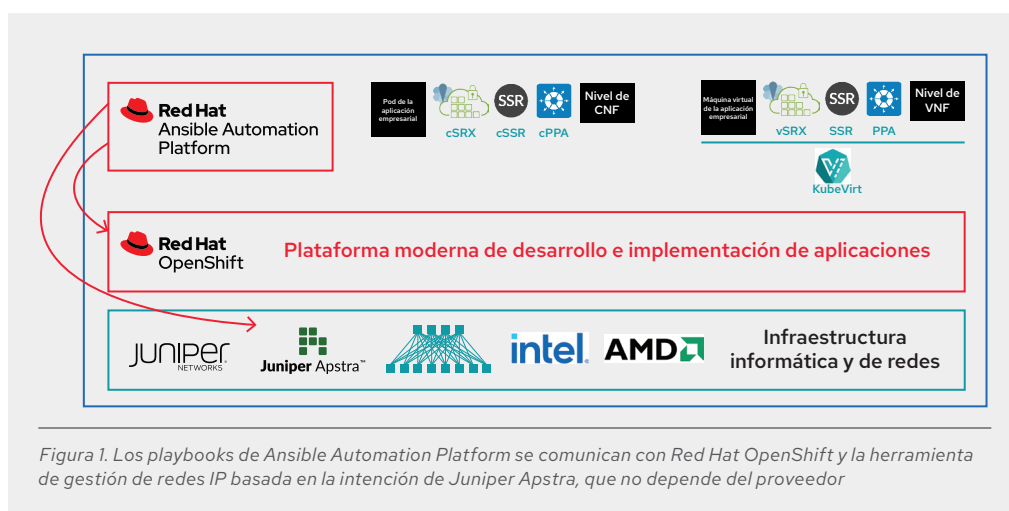 Red Hat
Ansible Automation
Platform
Pod de la
aplicación
empresarial
cSRX
SSR
cSSR
cPPA
Nivel de
CNF
Máquina virtual
de la aplicación
empresarial
vSRX
SSR
SSR
PPA
Nivel de
VNF
KubeVirt
Red Hat
OpenShift
Plataforma moderna de desarrollo e implementación de aplicaciones
JUNIPER
NETWORKS
Juniper Apstra™
intel.
AMD
Infraestructura
informática y de redes
Figura 1. Los playbooks de Ansible Automation Platform se comunican con Red Hat OpenShift y la herramienta
de gestión de redes IP basada en la intención de Juniper Apstra, que no depende del proveedor